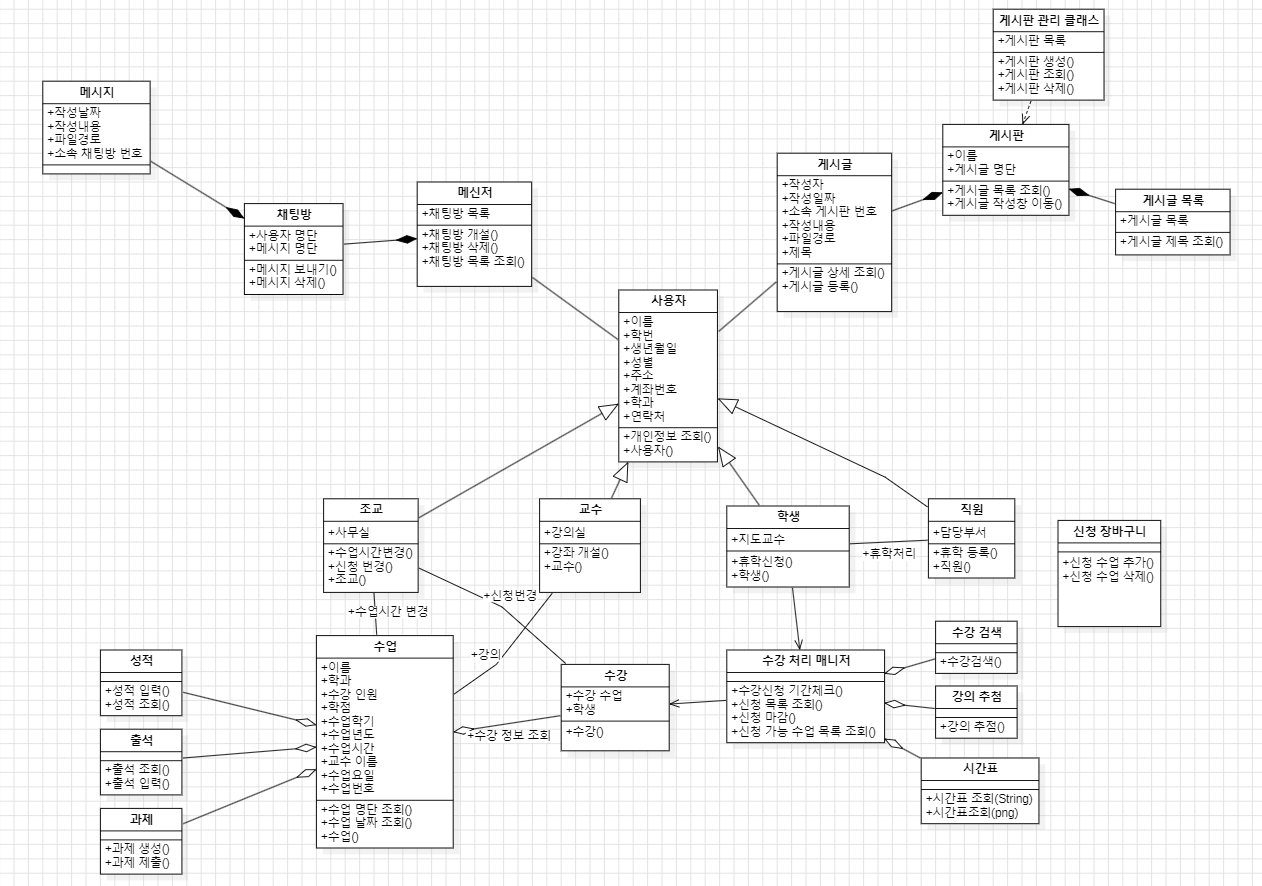 게시판 관리 클래스
+게시판 목록
+게시판 생성()
+게시판 조회()
+게시판 삭제()
메시지
+작성날짜
+작성내용
+파일경로
+소속 채팅방 번호
게시판
+이름
+게시글 명단
+게시글 목록 조회()
+게시글 작성창 이동()
게시글
+작성자
+작성일짜
+소속 게시판 번호
+작성내용
+파일경로
+제목
+게시글 상세 조회()
+게시글 등록()
게시글 목록
+게시글 목록
+게시글 제목 조회()
메신저
+채팅방 목록
+채팅방 개설()
+채팅방 삭제()
+채팅방 목록 조회()
채팅방
+사용자 명단
+메시지 명단
+메시지 보내기()
+메시지 삭제()
사용자
+이름
+학번
+생년월일
+성별
+주소
+계좌번호
+학과
+연락처
+개인정보 조회()
+사용자()
조교
+사무실
+수업시간변경()
+신청 변경()
+조교()
교수
+강의실
+강좌 개설()
+교수()
학생
+지도교수
+휴학신청()
+학생()
+휴학처리
직원
+담당부서
+휴학 등록()
+직원()
신청 장바구니
+신청 수업 추가()
+신청 수업 삭제()
+수업시간 변경
+신청변경
+강의
수업
+이름
+학과
+수강 인원
+학점
+수업학기
+수업년도
+수업시간
+교수 이름
+수업요일
+수업번호
+수업 명단 조회()
+수업 날짜 조회()
+수업()
성적
+성적 입력()
+성적 조회()
출석
+출석 조회()
+출석 입력()
과제
+과제 생성()
+과제 제출()
수강
+수강 수업
+학생
+수강()
+수강 정보 조회
수강 처리 매니저
+수강신청 기간체크()
+신청 목록 조회()
+신청 마감()
+신청 가능 수업 목록 조회()
수강 검색
+수강검색()
강의 추첨
+강의 추점()
시간표
+시간표 조회(String)
+시간표조회(png)